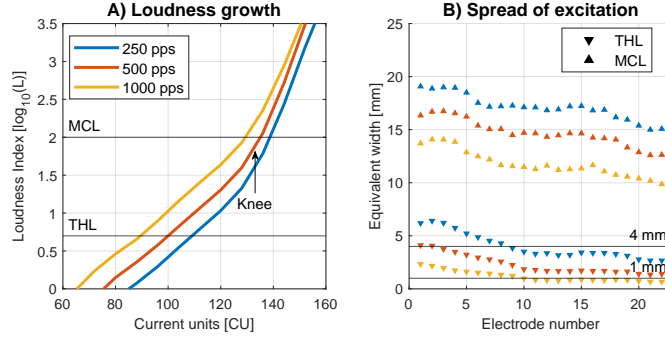 A) Loudness growth
3.5
3
2.5
2
1.5
1
0.5
0
Loudness Index [log10(L)]
250 pps
500 pps
1000 pps
MCL
THL
Knee
60 80 100 120 140 160
Current units [CU]
B) Spread of excitation
25
20
15
10
5
0
Equivalent width [mm]
THL
MCL
4 mm
1 mm
0 5 10 15 20
Electrode number